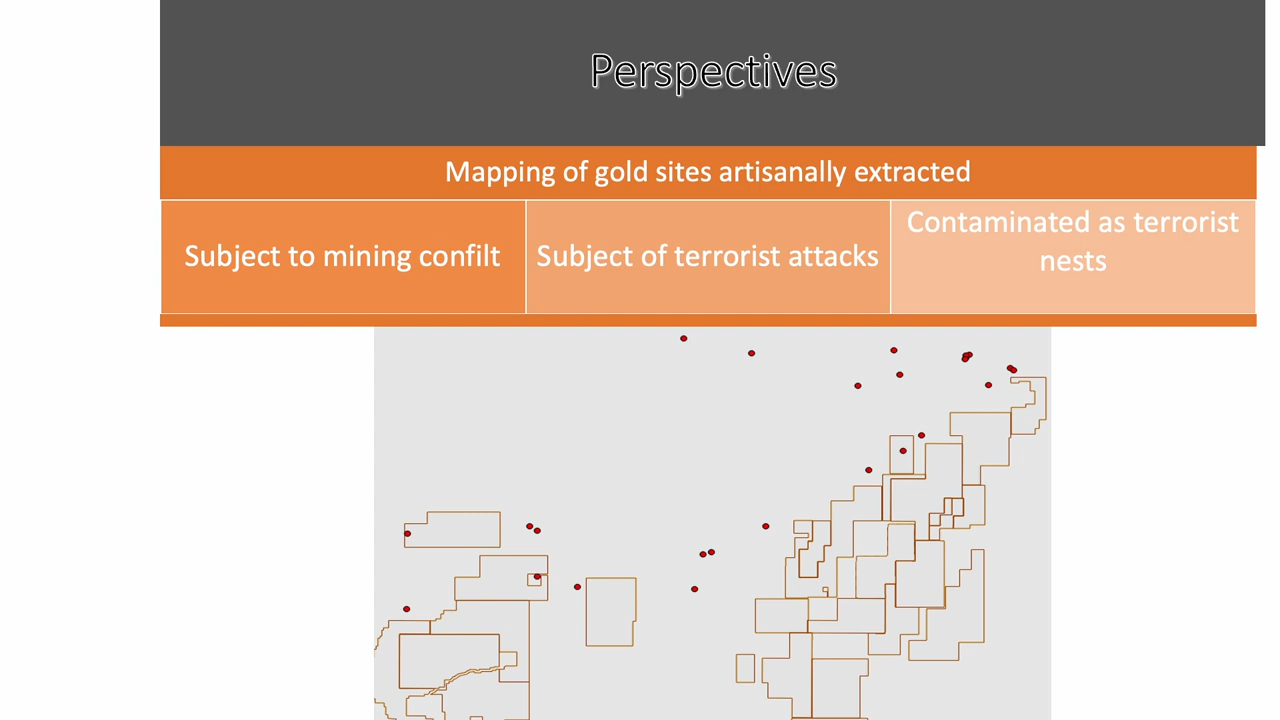 Perspectives
Mapping of gold sites artisanally extracted
Subject to mining confilt
Subject of terrorist attacks
Contaminated as terrorist
nests